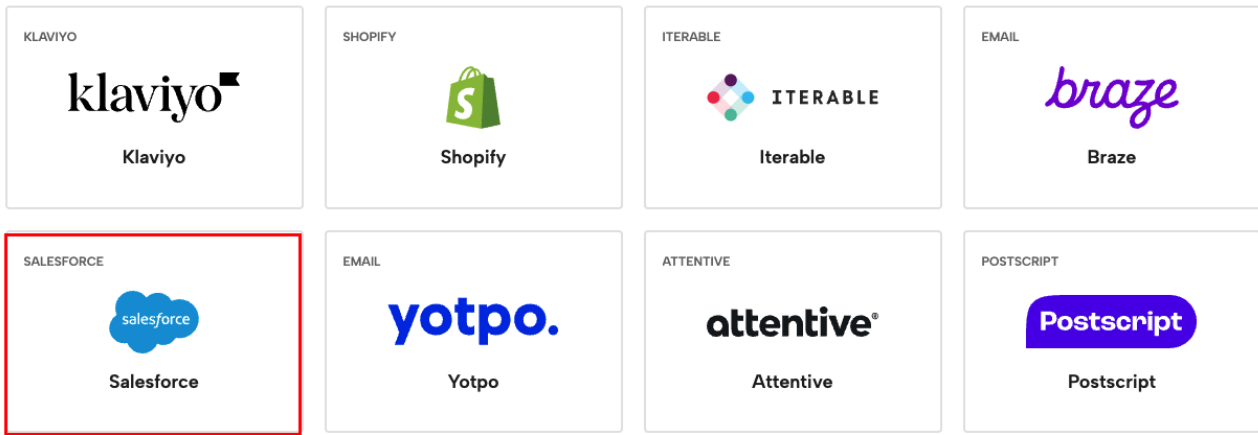 KLAVIYO
klaviyo
Klaviyo
SHOPIFY
S
Shopify
ITERABLE
ITERABLE
Iterable
EMAIL
braze
Braze
SALESFORCE
salesforce
Salesforce
EMAIL
yotpo.
Yotpo
ATTENTIVE
attentive®
Attentive
POSTSCRIPT
Postscript
Postscript